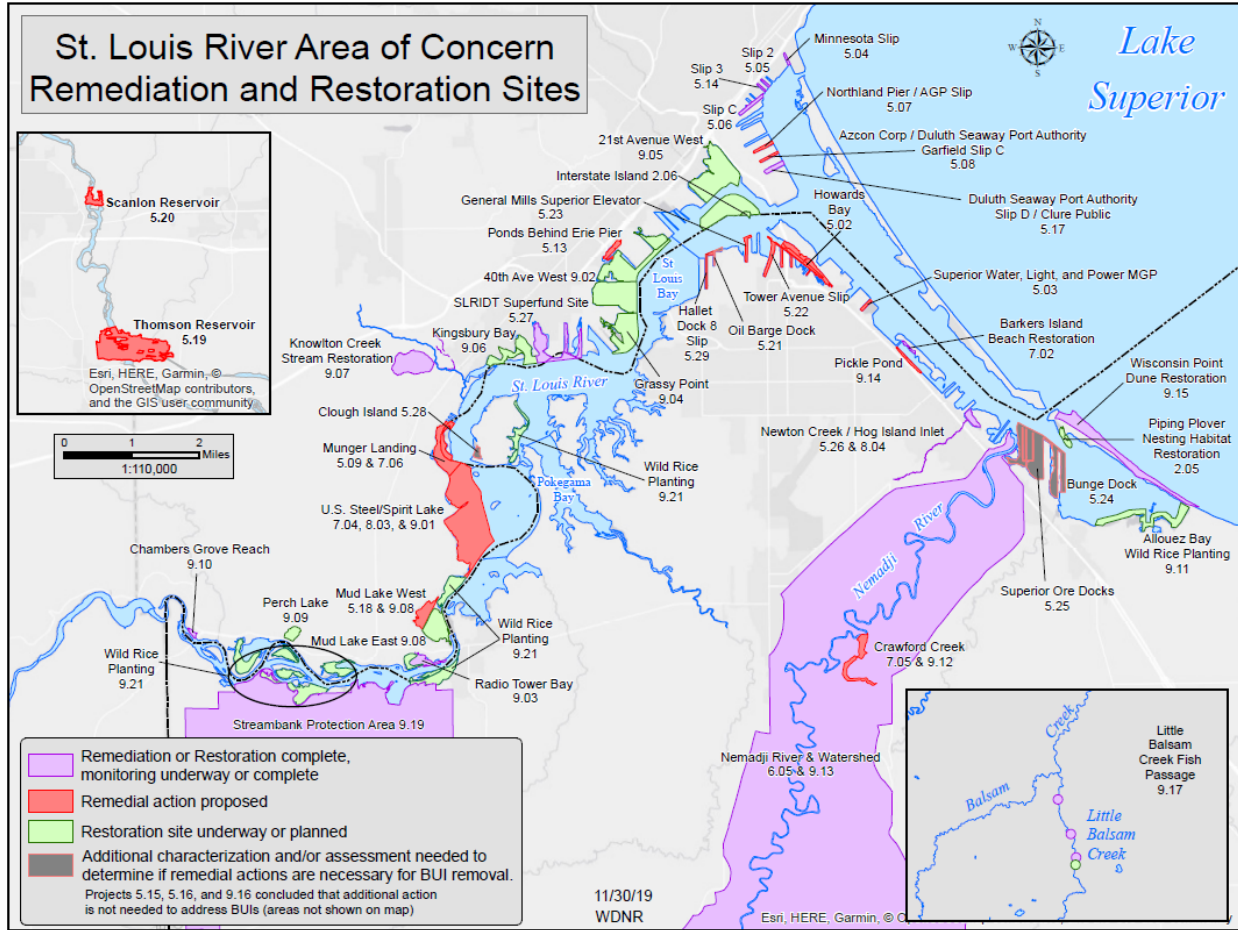 St. Louis River Area of Concern
Remediation and Restoration Sites
Lake
Superior
N
W
E
S
Minnesota Slip
5.04
Slip 2
5.05
Slip 3
5.14
Slip C
5.06
Northland Pier / AGP Slip
5.07
Azcon Corp / Duluth Seaway Port Authority
Garfield Slip C
5.08
21st Avenue West
9.05
Interstate Island 2.06
Duluth Seaway Port Authority
Slip D / Clure Public
5.17
Howards
Bay
5.02
General Mills Superior Elevator
5.23
Ponds Behind Erie Pier
5.13
40th Ave West 9.02
St
Louis
Bay
SLRIDT Superfund Site
5.27
Kingsbury Bay
9.06
Knowlton Creek
Stream Restoration
9.07
Superior Water, Light, and Power MGP
5.03
Tower Avenue Slip
5.22
Hallet
Dock 8
Slip
5.29
Oil Barge Dock
5.21
Barkers Island
Beach Restoration
7.02
Pickle Pond
9.14
Wisconsin Point
Dune Restoration
9.15
Grassy Point
9.04
St. Louis River
Clough Island 5.28
Munger Landing
5.09 & 7.06
Newton Creek / Hog Island Inlet
5.26 & 8.04
Piping Plover
Nesting Habitat
Restoration
2.05
Wild Rice
Planting
9.21
Pokegama
Bay
Bunge Dock
5.24
U.S. Steel/Spirit Lake
7.04, 8.03, & 9.01
Allouez Bay
Wild Rice Planting
9.11
Superior Ore Docks
5.25
Nemadji
River
Chambers Grove Reach
9.10
Perch Lake
9.09
Mud Lake West
5.18 & 9.08
Mud Lake East 9.08
Wild Rice
Planting
9.21
Wild Rice
Planting
9.21
Radio Tower Bay
9.03
Crawford Creek
7.05 & 9.12
Streambank Protection Area 9.19
Nemadji River & Watershed
6.05 & 9.13
Scanlon Reservoir
5.20
Thomson Reservoir
5.19
Esri, HERE, Garmin, ©
OpenStreetMap contributors,
and the GIS user community
0 1 2
Miles
1:110,000
Remediation or Restoration complete,
monitoring underway or complete
Remedial action proposed
Restoration site underway or planned
Additional characterization and/or assessment needed to
determine if remedial actions are necessary for BUI removal.
Projects 5.15, 5.16, and 9.16 concluded that additional action
is not needed to address BUIs (areas not shown on map)
11/30/19
WDNR
Little
Balsam
Creek Fish
Passage
9.17
Creek
Balsam
Little
Balsam
Creek
Esri, HERE, Garmin, ©